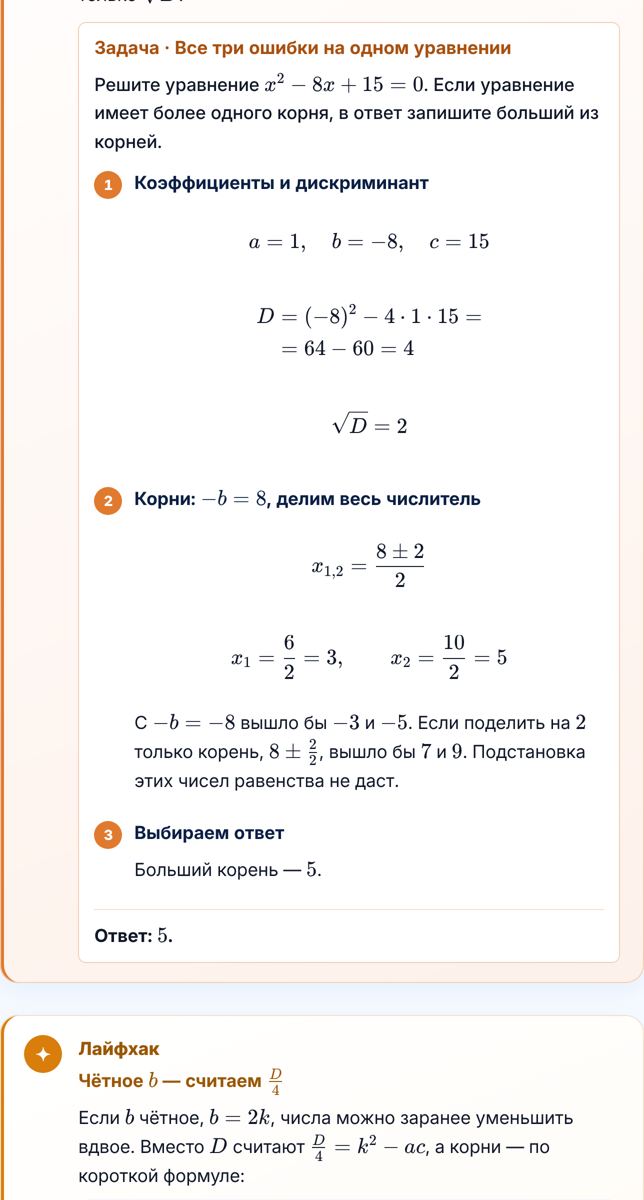 Задача · Все три ошибки на одном уравнении
Решите уравнение x² − 8x + 15 = 0. Если уравнение
имеет более одного корня, в ответ запишите больший из
корней.
1 Коэффициенты и дискриминант
a = 1, b = −8, c = 15
D = (−8)² − 4 · 1 · 15 =
= 64 − 60 = 4
√D = 2
2 Корни: −b = 8, делим весь числитель
x₁,₂ = (8 ± 2)/2
x₁ = 6/2 = 3, x₂ = 10/2 = 5
С −b = −8 вышло бы −3 и −5. Если поделить на 2
только корень, 8 ± 2/2, вышло бы 7 и 9. Подстановка
этих чисел равенства не даст.
3 Выбираем ответ
Больший корень — 5.
Ответ: 5.
Лайфхак
Чётное b — считаем D/4
Если b чётное, b = 2k, числа можно заранее уменьшить
вдвое. Вместо D считают D/4 = k² − ac, а корни — по
короткой формуле: